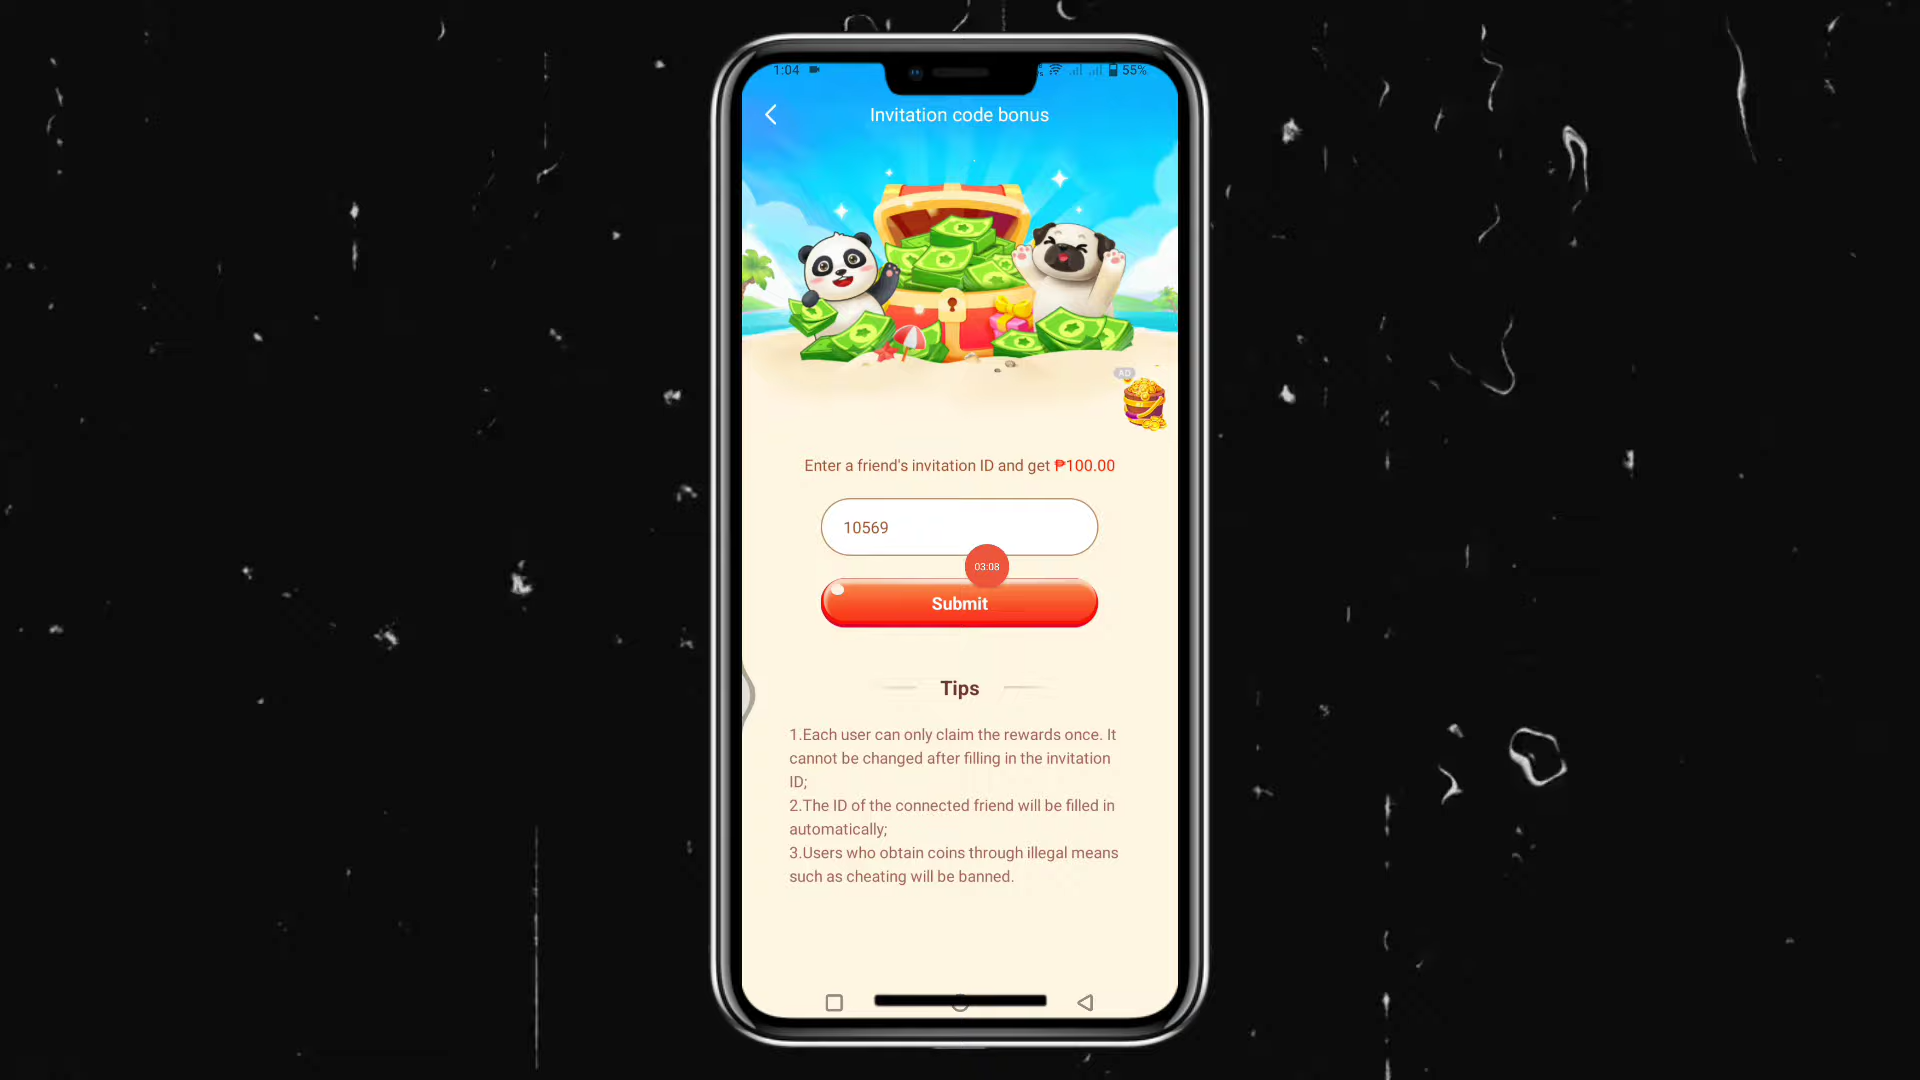 1:04
55%
Invitation code bonus
AD
Enter a friend's invitation ID and get ₱100.00
10569
03:08
Submit
Tips
1.Each user can only claim the rewards once. It
cannot be changed after filling in the invitation
ID;
2.The ID of the connected friend will be filled in
automatically;
3.Users who obtain coins through illegal means
such as cheating will be banned.